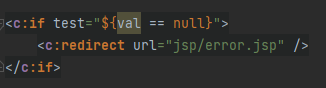 <c:if test="${val == null}">
    <c:redirect url="jsp/error.jsp" />
</c:if>